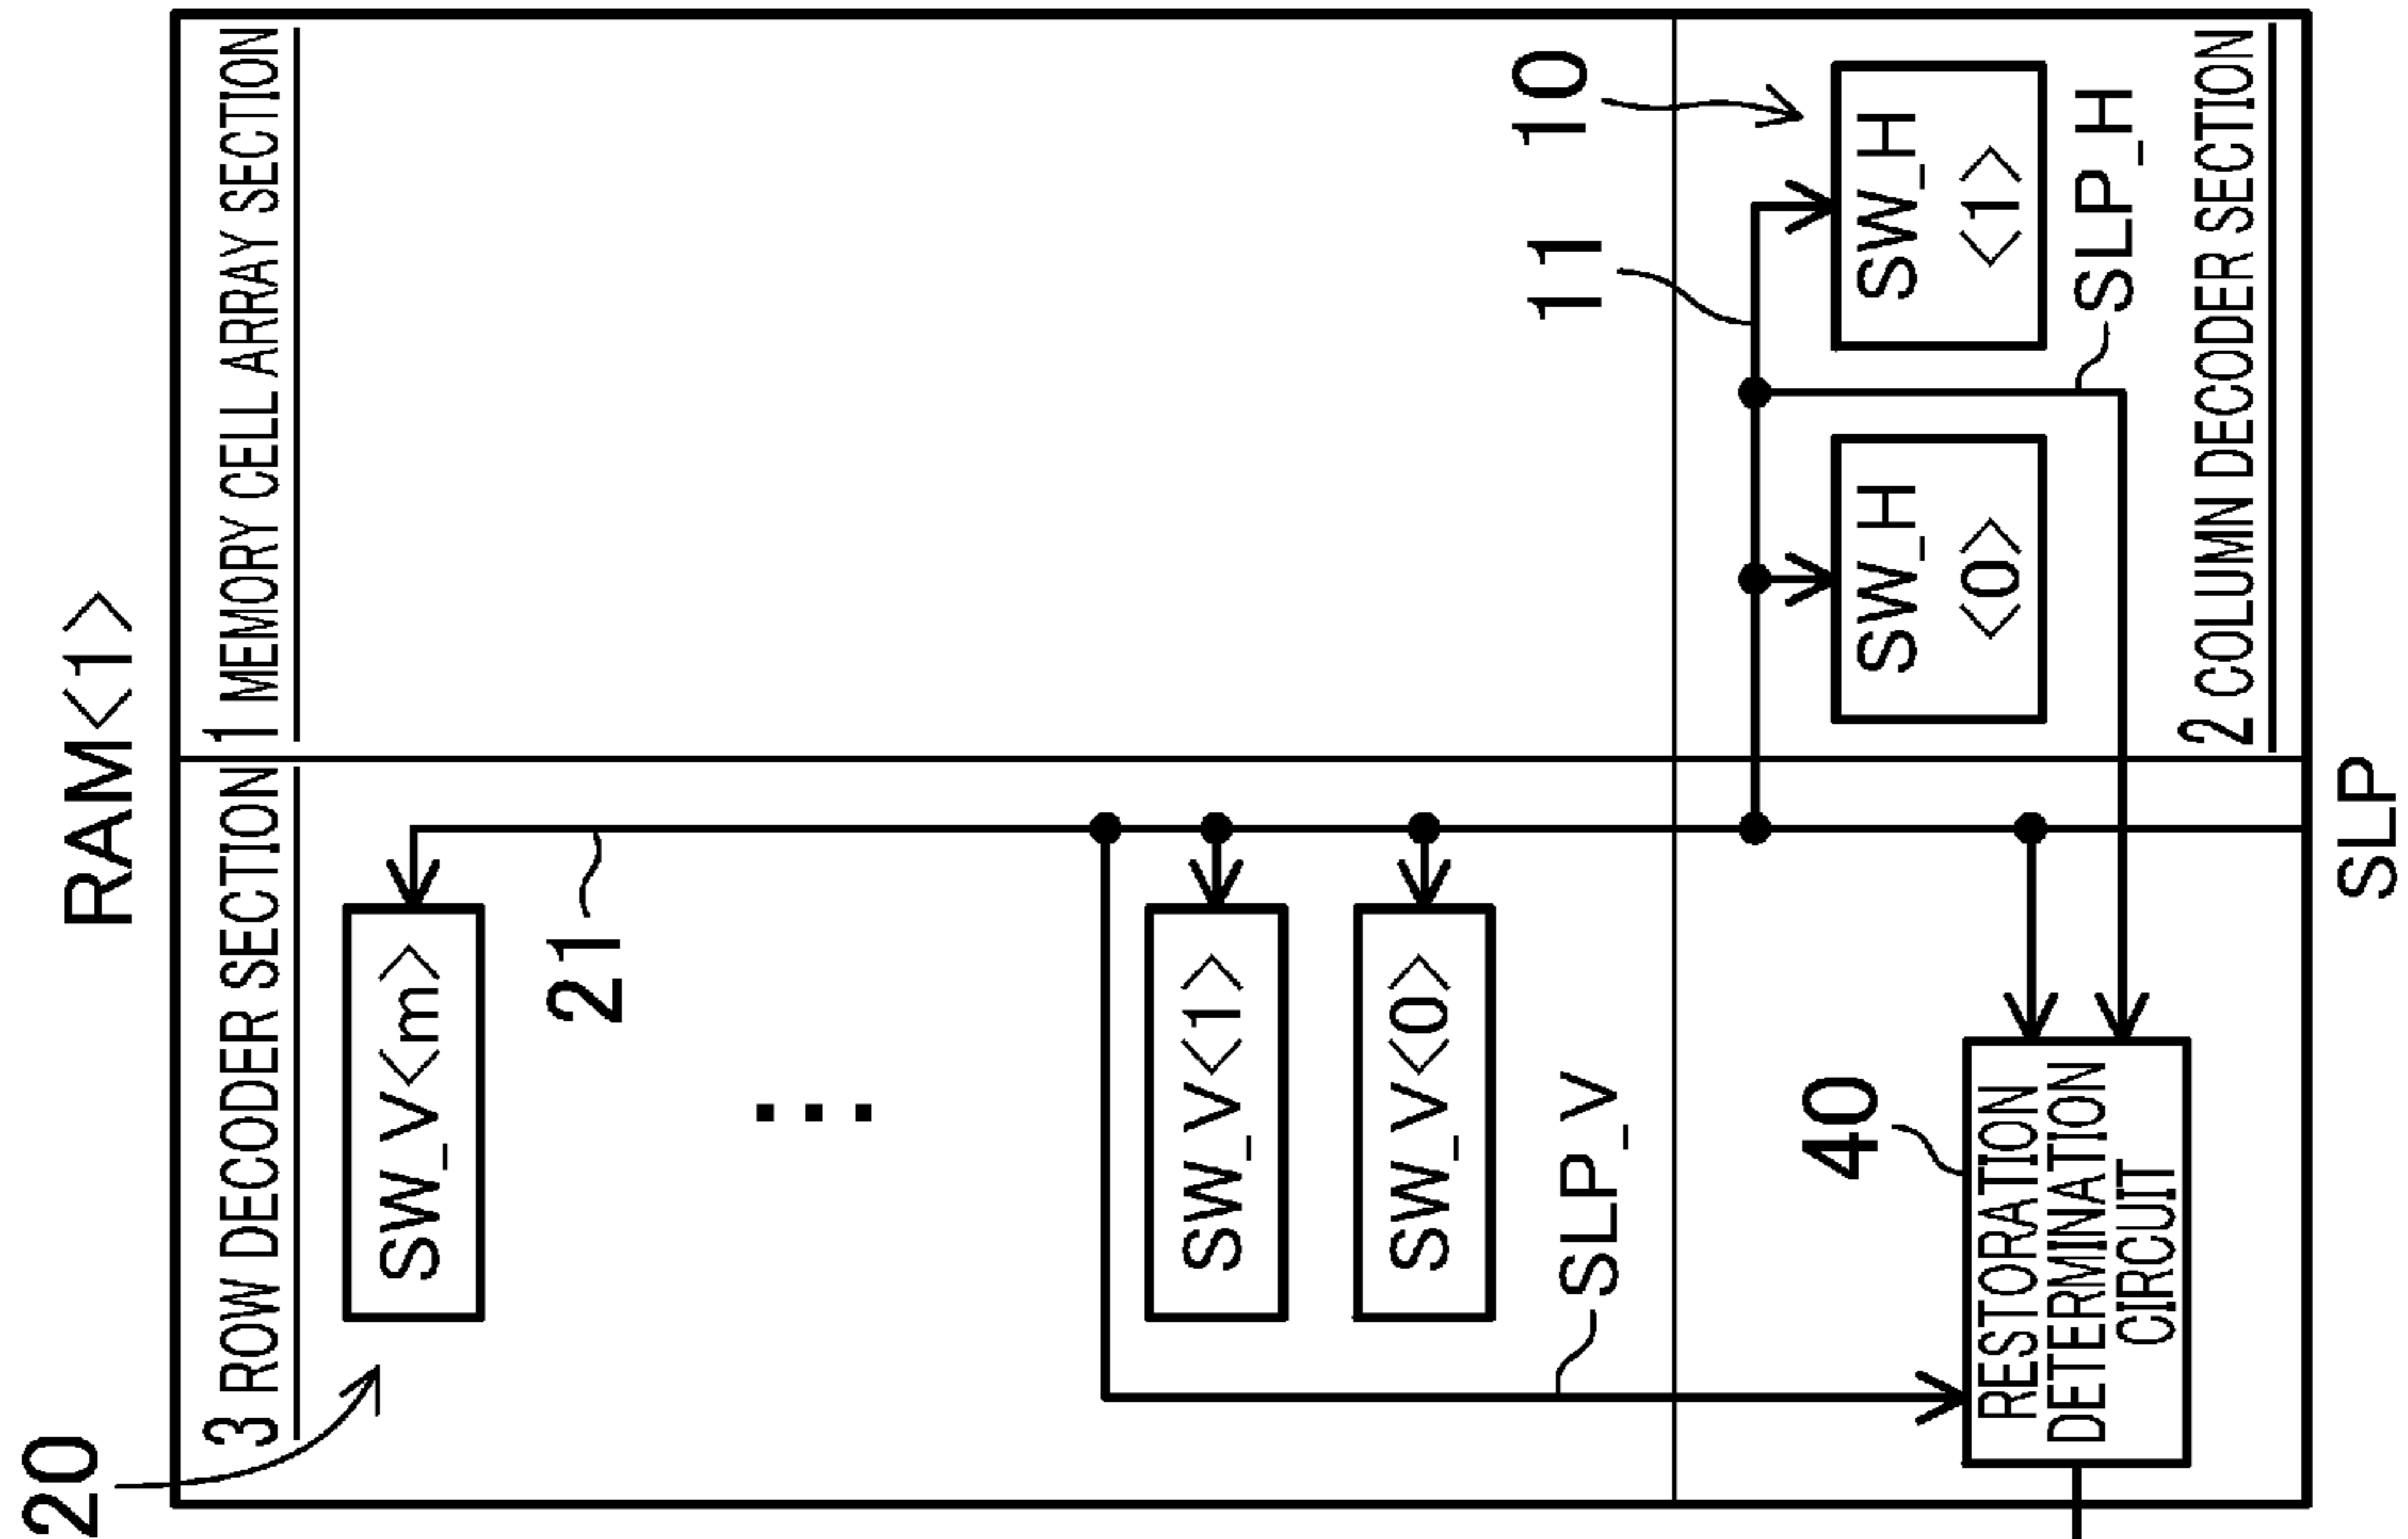 20
RAM<1>
3 ROW DECODER SECTION
1 MEMORY CELL ARRAY SECTION
SW_V<m>
21
...
SW_V<1>
SW_V<0>
SLP_V
11
10
40
SW_H
<0>
SW_H
<1>
RESTORATION
DETERMINATION
CIRCUIT
SLP_H
2 COLUMN DECODER SECTION
SLP